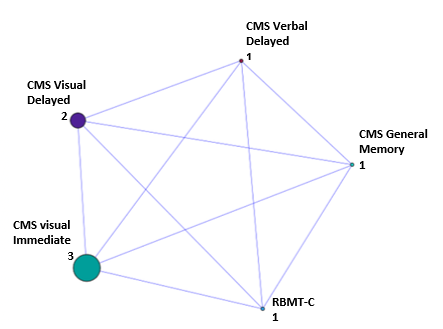 CMS Verbal
Delayed
1
CMS Visual
Delayed
2
CMS General
Memory
1
CMS visual
Immediate
3
RBMT-C
1